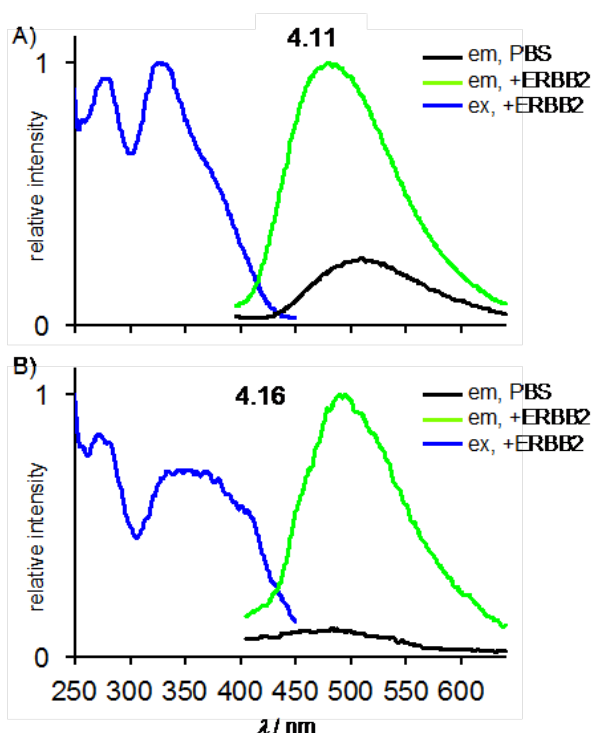 A)
4.11
em, PBS
em, +ERBB2
ex, +ERBB2
1
relative intensity
0
B)
4.16
em, PBS
em, +ERBB2
ex, +ERBB2
1
relative intensity
0
250 300 350 400 450 500 550 600
λ / nm